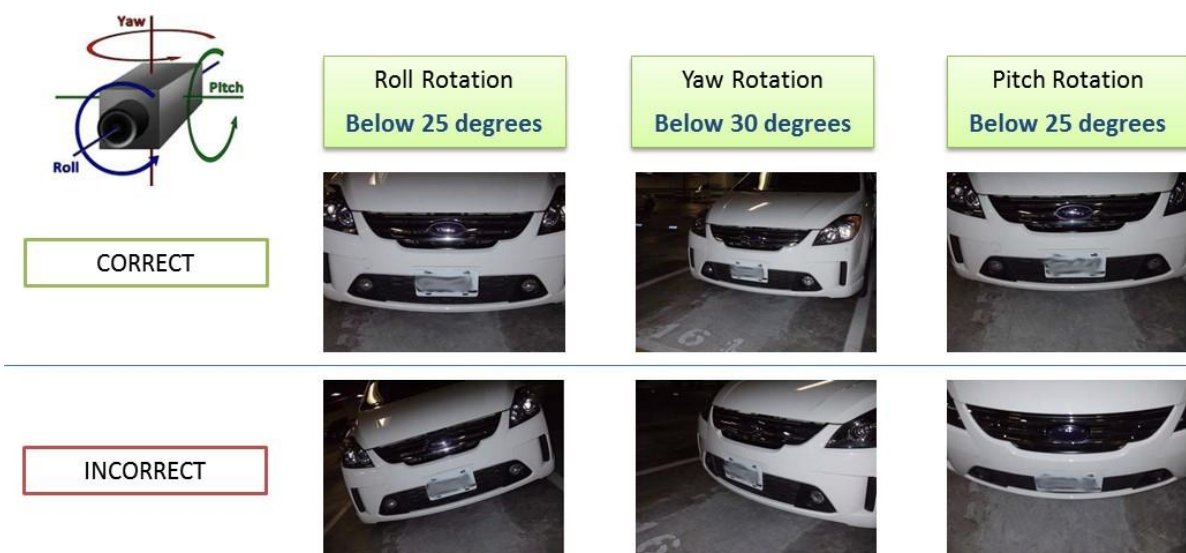 Yaw
Pitch
Roll
Roll Rotation
Below 25 degrees
Yaw Rotation
Below 30 degrees
Pitch Rotation
Below 25 degrees
CORRECT
INCORRECT